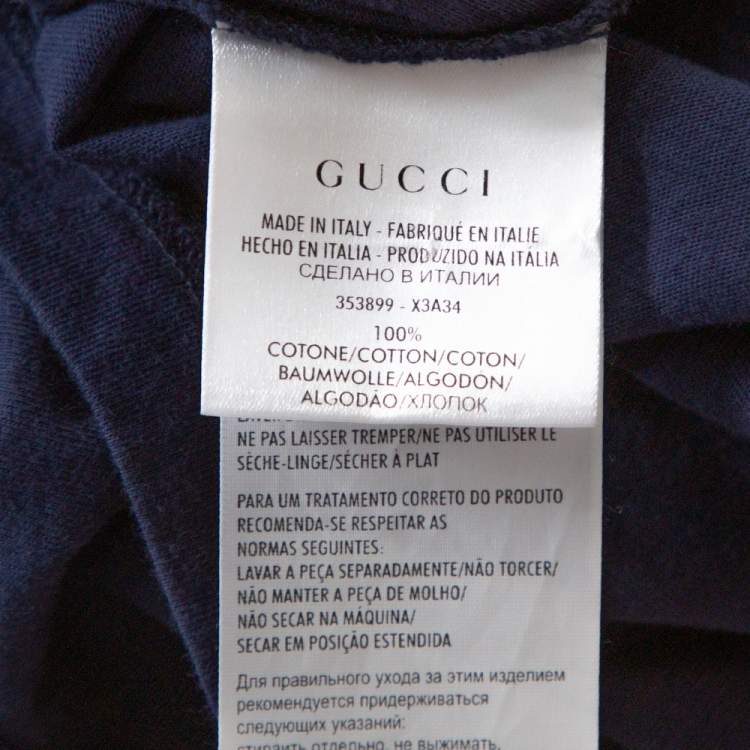 GUCCI
MADE IN ITALY - FABRIQUÉ EN ITALIE
HECHO EN ITALIA - PRODUZIDO NA ITÁLIA
СДЕЛАНО В ИТАЛИИ
353899 - X3A34
100%
COTONE/COTTON/COTON/
BAUMWOLLE/ALGODÓN/
ALGODÃO/ХЛОПОК
NE PAS LAISSER TREMPER/NE PAS UTILISER LE
SÈCHE-LINGE/SÉCHER À PLAT
PARA UM TRATAMENTO CORRETO DO PRODUTO
RECOMENDA-SE RESPEITAR AS
NORMAS SEGUINTES:
LAVAR A PEÇA SEPARADAMENTE/NÃO TORCER/
NÃO MANTER A PEÇA DE MOLHO/
NÃO SECAR NA MÁQUINA/
SECAR EM POSIÇÃO ESTENDIDA
Для правильного ухода за этим изделием
рекомендуется придерживаться
следующих указаний:
стирать отдельно, не выжимать,